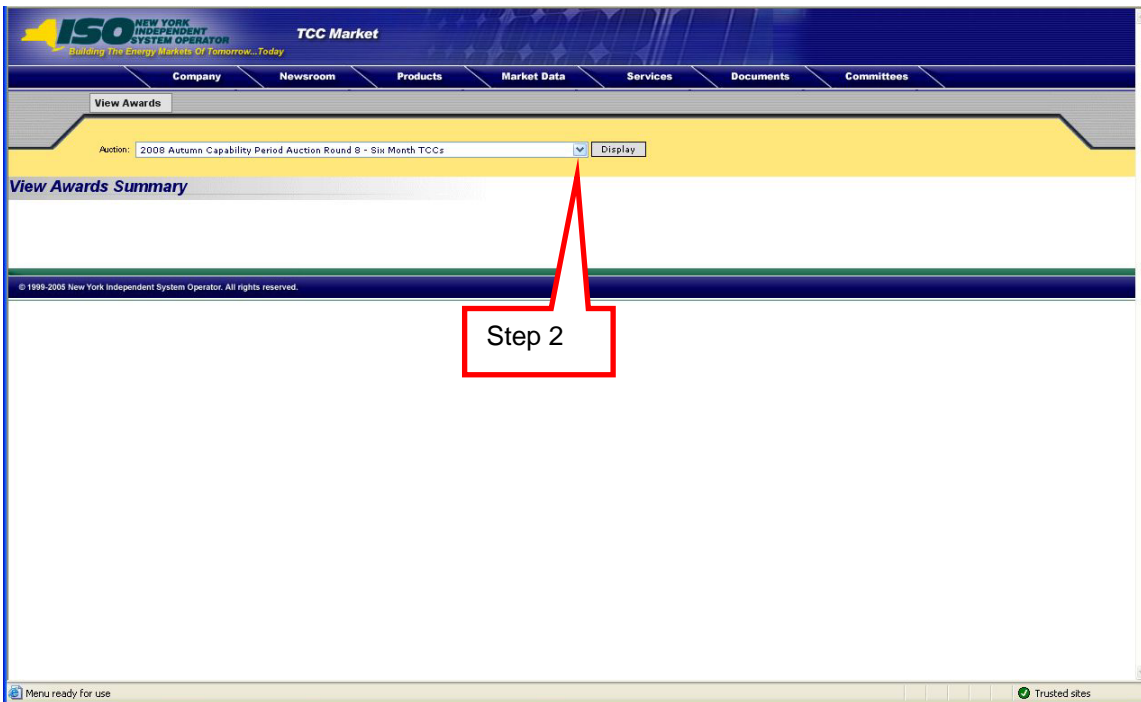 ISO NEW YORK
INDEPENDENT
SYSTEM OPERATOR
Building The Energy Markets Of Tomorrow...Today
TCC Market
Company Newsroom Products Market Data Services Documents Committees
View Awards
Auction: 2008 Autumn Capability Period Auction Round 8 - Six Month TCCs Display
View Awards Summary
© 1999-2005 New York Independent System Operator. All rights reserved.
Step 2
Menu ready for use Trusted sites